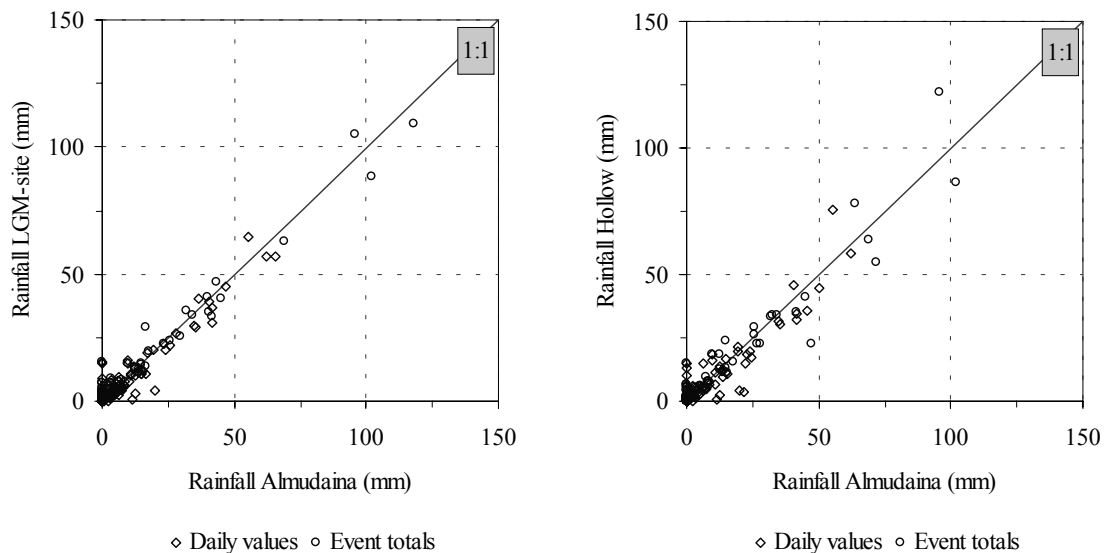 150
100
50
0
Rainfall LGM-site (mm)
1:1
0 50 100 150
Rainfall Almudaina (mm)
◇ Daily values ○ Event totals
150
100
50
0
Rainfall Hollow (mm)
1:1
0 50 100 150
Rainfall Almudaina (mm)
◇ Daily values ○ Event totals